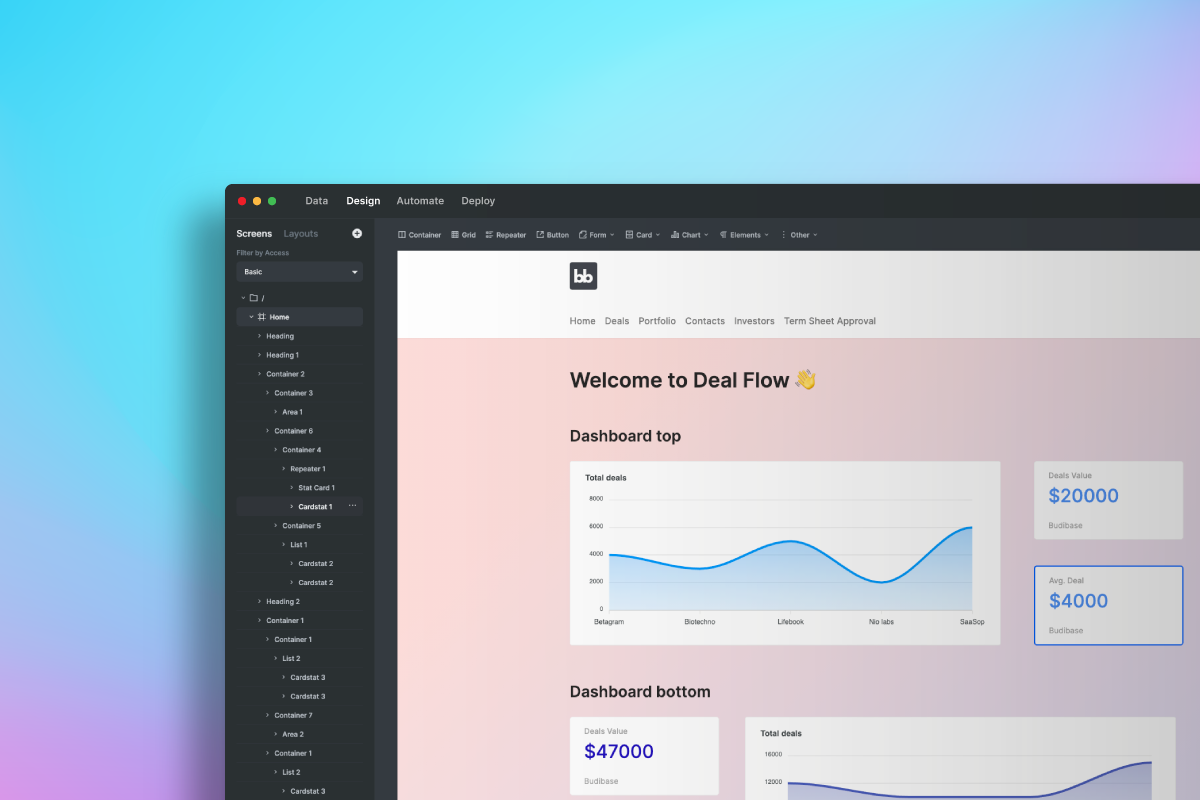 Data Design Automate Deploy
Screens Layouts
Filter by Access
Basic
/
Home
Heading
Heading 1
Container 2
Container 3
Area 1
Container 6
Container 4
Repeater 1
Stat Card 1
Cardstat 1 ...
Container 5
List 1
Cardstat 2
Cardstat 2
Heading 2
Container 1
Container 1
List 2
Cardstat 3
Cardstat 3
Container 7
Area 2
Container 1
List 2
Cardstat 3
Container Grid Repeater Button Form Card Chart Elements Other
bb
Home Deals Portfolio Contacts Investors Term Sheet Approval
Welcome to Deal Flow 👋
Dashboard top
Total deals
8000
6000
4000
2000
0
Betagram Biotechno Lifebook Nio labs SaaSop
Deals Value
$20000
Budibase
Avg. Deal
$4000
Budibase
Dashboard bottom
Deals Value
$47000
Budibase
Total deals
16000
12000